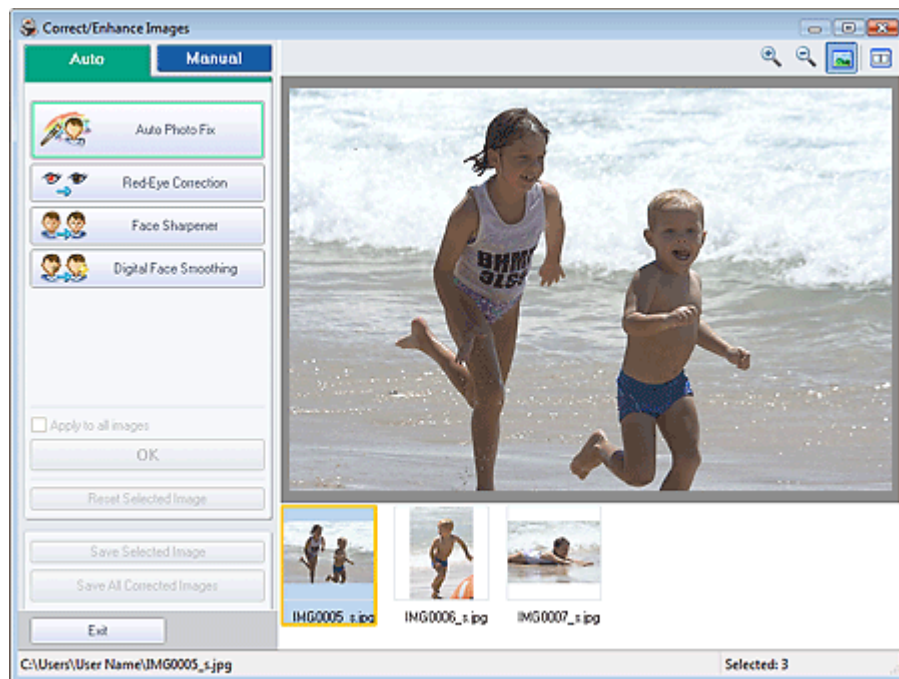 Correct/Enhance Images
Auto
Manual
Auto Photo Fix
Red-Eye Correction
Face Sharpener
Digital Face Smoothing
Apply to all images
OK
Reset Selected Image
Save Selected Image
Save All Corrected Images
Exit
IMG0005_s.jpg
IMG0006_s.jpg
IMG0007_s.jpg
C:\Users\User Name\IMG0005_s.jpg
Selected: 3